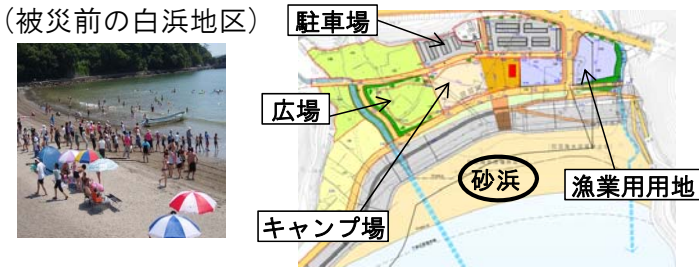 (被災前の白浜地区)
駐車場
広場
砂浜
漁業用用地
キャンプ場